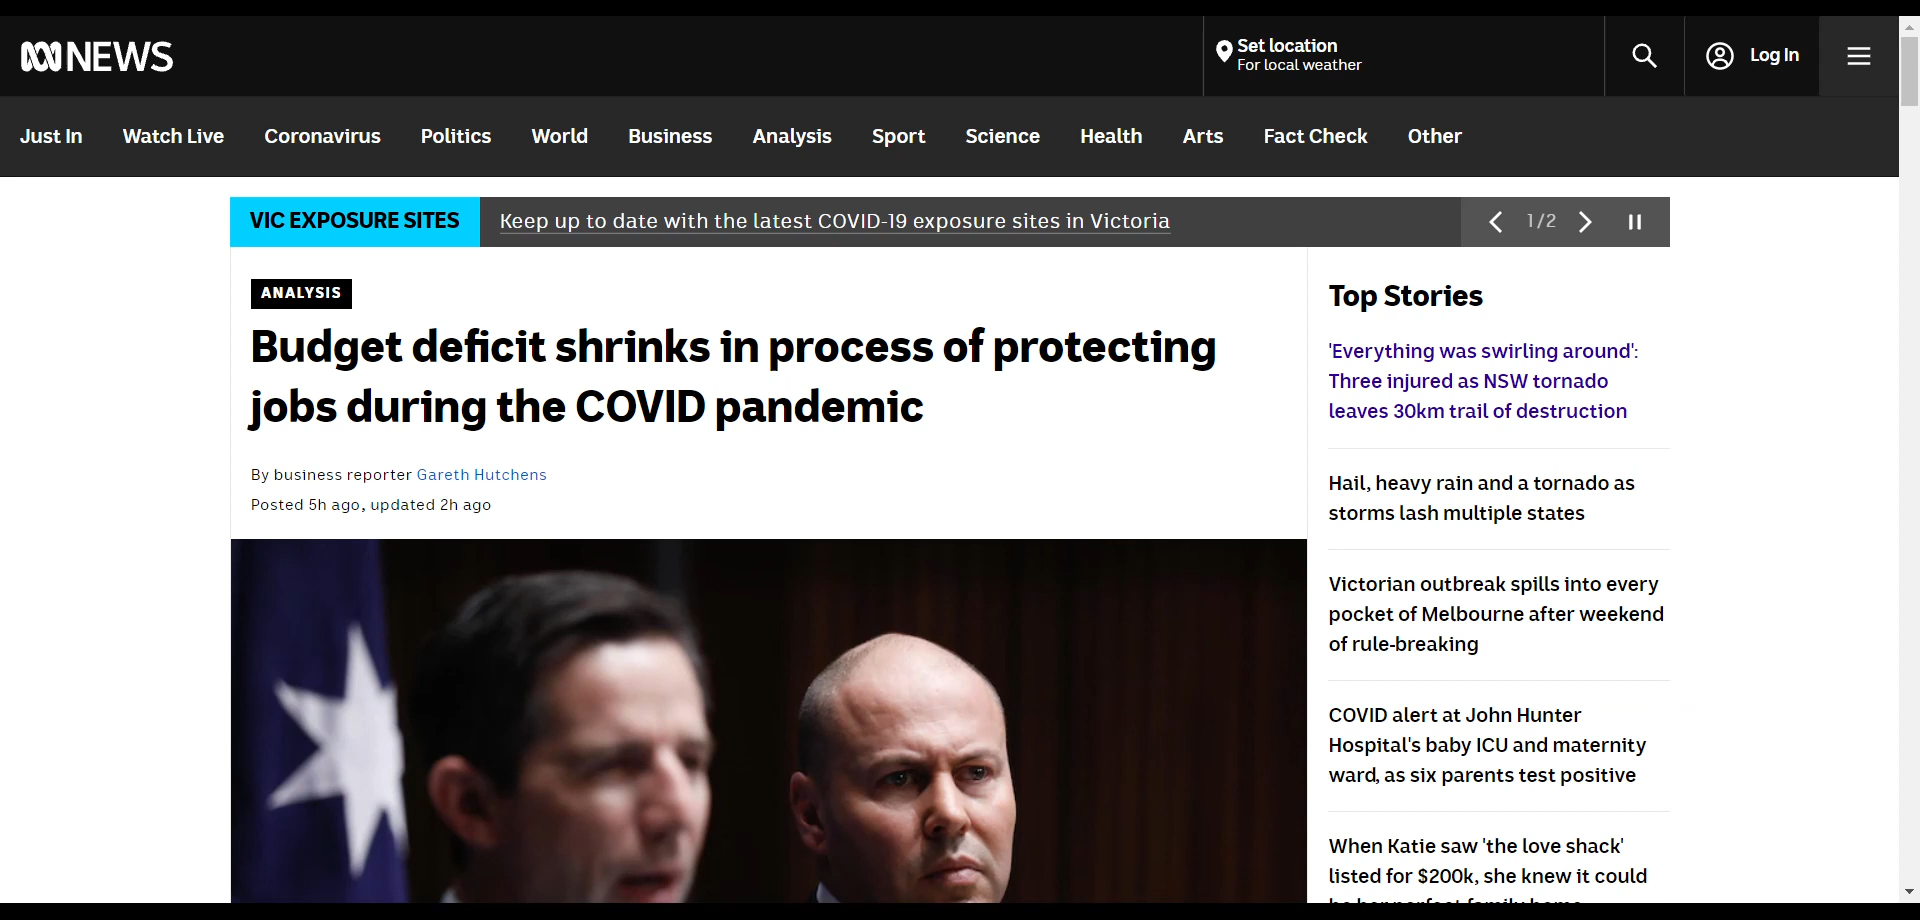 NEWS
Set location
For local weather
Log In
Just In Watch Live Coronavirus Politics World Business Analysis Sport Science Health Arts Fact Check Other
VIC EXPOSURE SITES Keep up to date with the latest COVID-19 exposure sites in Victoria 1/2
ANALYSIS
Budget deficit shrinks in process of protecting
jobs during the COVID pandemic
By business reporter Gareth Hutchens
Posted 5h ago, updated 2h ago
Top Stories
'Everything was swirling around':
Three injured as NSW tornado
leaves 30km trail of destruction
Hail, heavy rain and a tornado as
storms lash multiple states
Victorian outbreak spills into every
pocket of Melbourne after weekend
of rule-breaking
COVID alert at John Hunter
Hospital's baby ICU and maternity
ward, as six parents test positive
When Katie saw 'the love shack'
listed for $200k, she knew it could